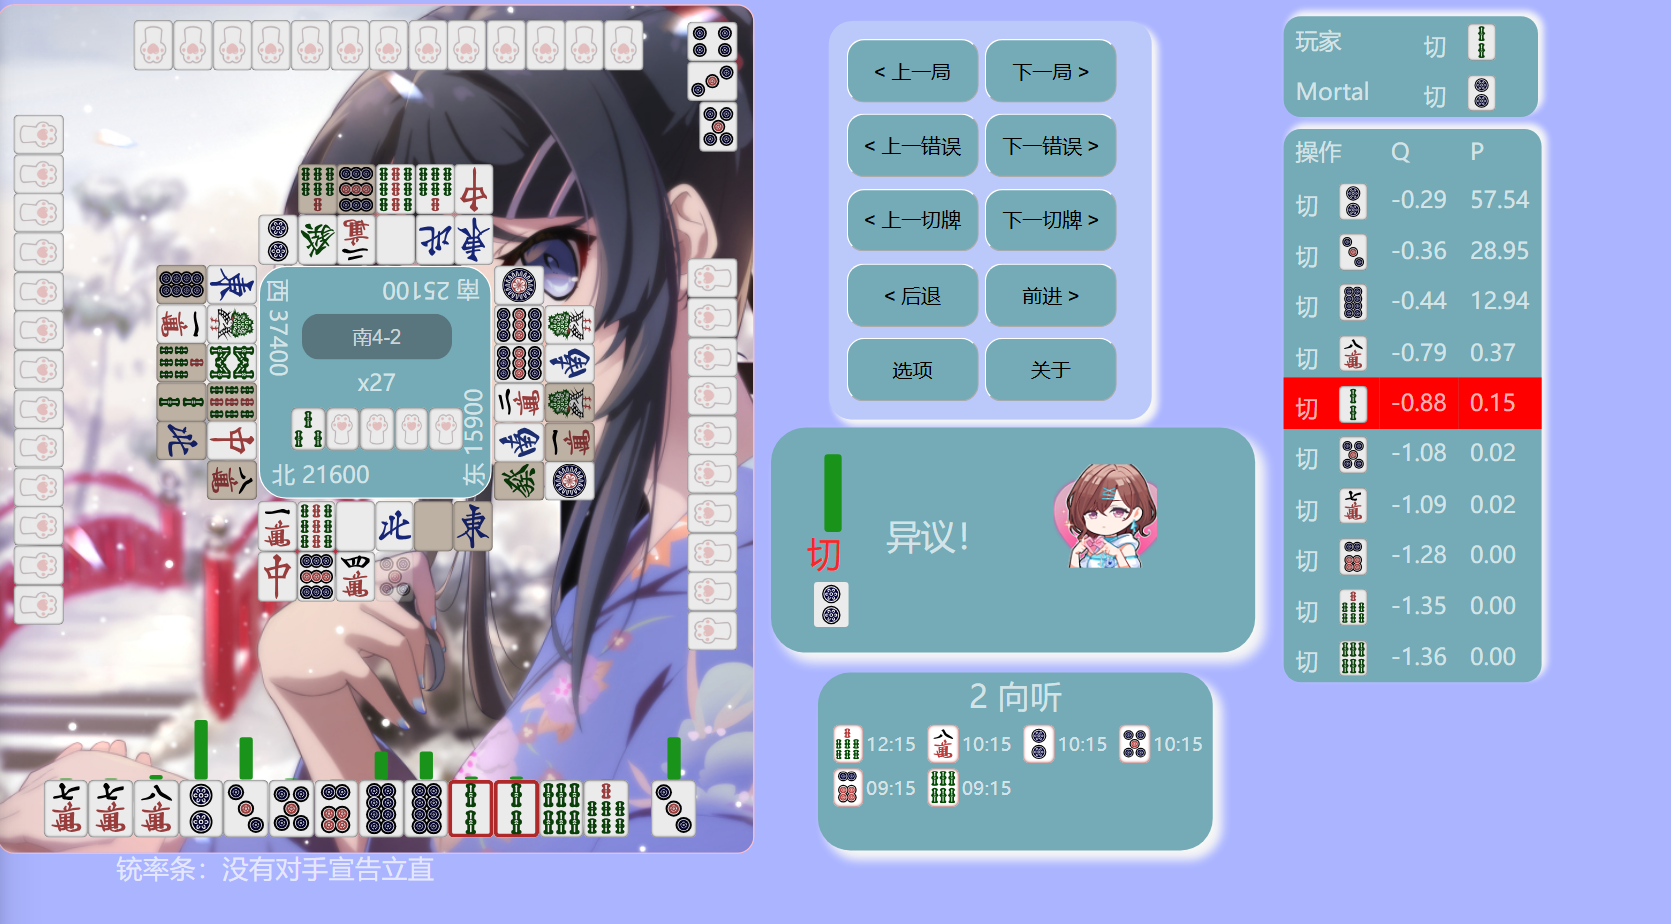 西 37400
南 25100
南4-2
x27
东 15900
北 21600
铳率条：没有对手宣告立直
< 上一局
下一局 >
< 上一错误
下一错误 >
< 上一切牌
下一切牌 >
< 后退
前进 >
选项
关于
切
异议！
2 向听
12:15
10:15
10:15
10:15
09:15
09:15
玩家 切
Mortal 切
操作 Q P
切 -0.29 57.54
切 -0.36 28.95
切 -0.44 12.94
切 -0.79 0.37
切 -0.88 0.15
切 -1.08 0.02
切 -1.09 0.02
切 -1.28 0.00
切 -1.35 0.00
切 -1.36 0.00